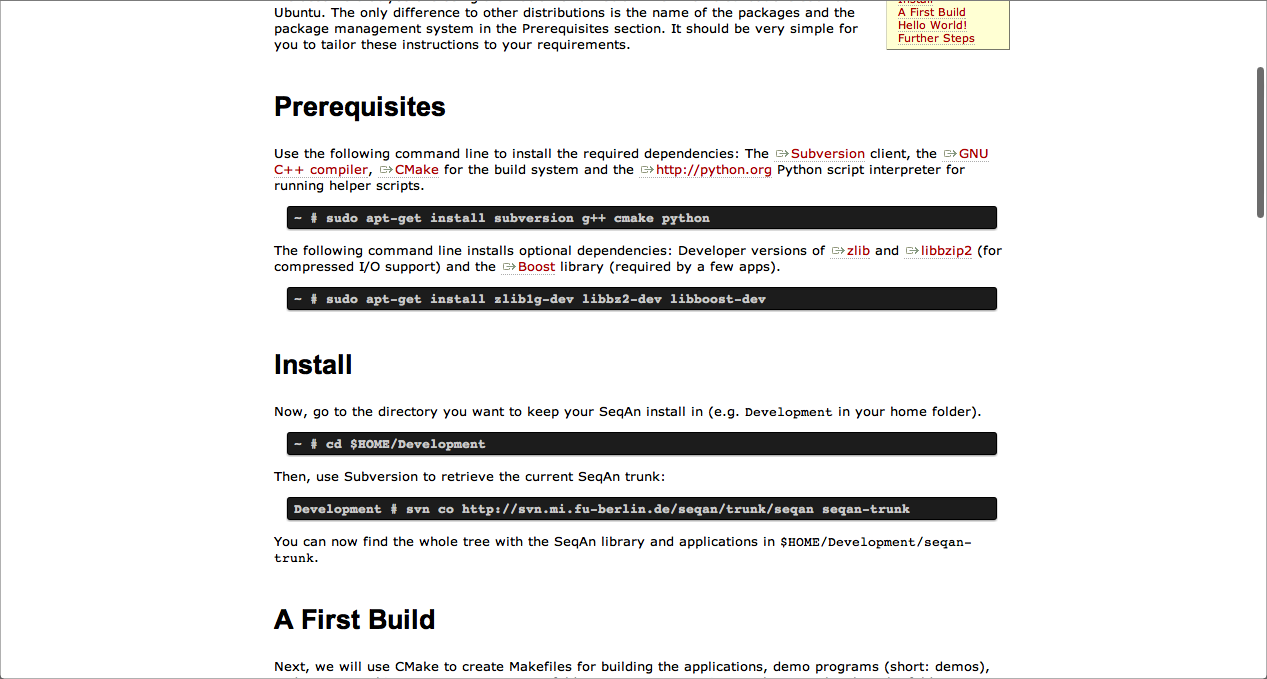 Ubuntu. The only difference to other distributions is the name of the packages and the
package management system in the Prerequisites section. It should be very simple for
you to tailor these instructions to your requirements.
Install
A First Build
Hello World!
Further Steps
Prerequisites
Use the following command line to install the required dependencies: The Subversion client, the GNU
C++ compiler, CMake for the build system and the http://python.org Python script interpreter for
running helper scripts.
~ # sudo apt-get install subversion g++ cmake python
The following command line installs optional dependencies: Developer versions of zlib and libbzip2 (for
compressed I/O support) and the Boost library (required by a few apps).
~ # sudo apt-get install zlib1g-dev libbz2-dev libboost-dev
Install
Now, go to the directory you want to keep your SeqAn install in (e.g. Development in your home folder).
~ # cd $HOME/Development
Then, use Subversion to retrieve the current SeqAn trunk:
Development # svn co http://svn.mi.fu-berlin.de/seqan/trunk/seqan seqan-trunk
You can now find the whole tree with the SeqAn library and applications in $HOME/Development/seqan-
trunk.
A First Build
Next, we will use CMake to create Makefiles for building the applications, demo programs (short: demos),